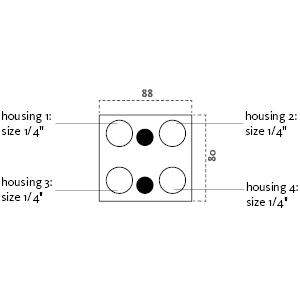 88
housing 1:
size 1/4"
housing 2:
size 1/4"
80
housing 3:
size 1/4"
housing 4:
size 1/4"